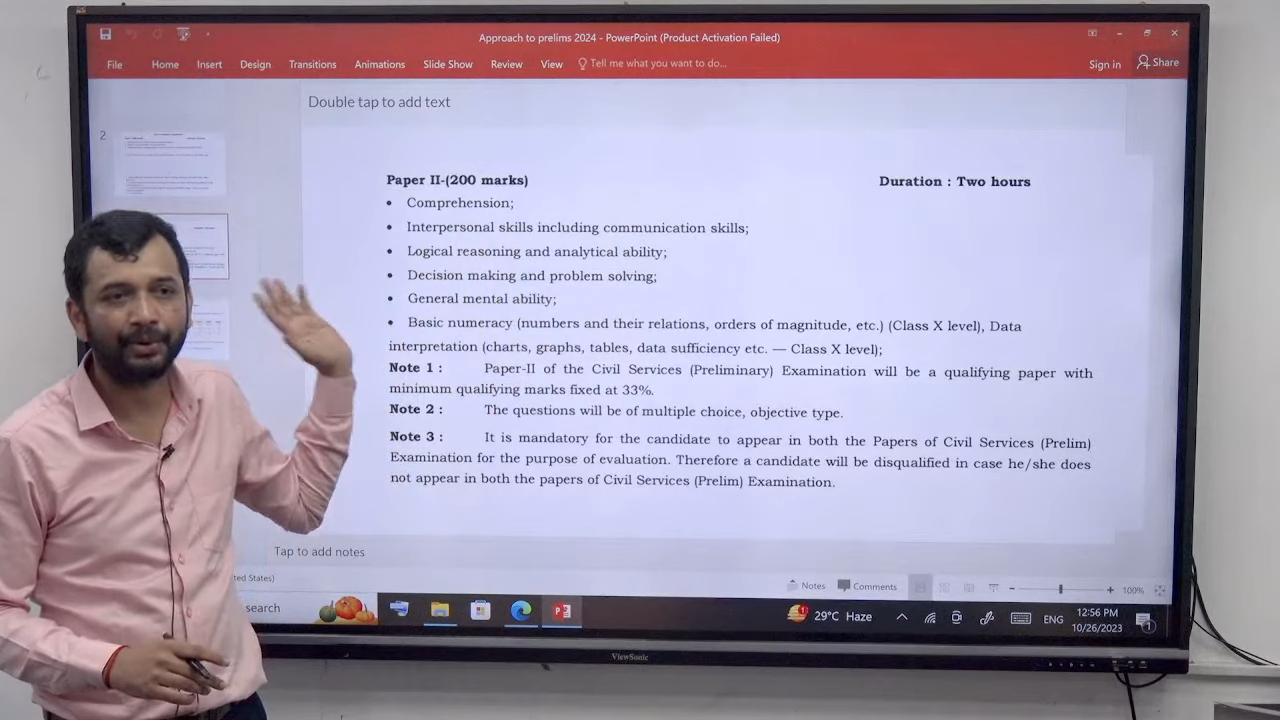 Approach to prelims 2024 - PowerPoint (Product Activation Failed)
File Home Insert Design Transitions Animations Slide Show Review View Tell me what you want to do... Sign in Share
Double tap to add text
2
Paper II-(200 marks) Duration : Two hours
• Comprehension;
• Interpersonal skills including communication skills;
• Logical reasoning and analytical ability;
• Decision making and problem solving;
• General mental ability;
• Basic numeracy (numbers and their relations, orders of magnitude, etc.) (Class X level), Data
interpretation (charts, graphs, tables, data sufficiency etc. — Class X level);
Note 1 : Paper-II of the Civil Services (Preliminary) Examination will be a qualifying paper with
minimum qualifying marks fixed at 33%.
Note 2 : The questions will be of multiple choice, objective type.
Note 3 : It is mandatory for the candidate to appear in both the Papers of Civil Services (Prelim)
Examination for the purpose of evaluation. Therefore a candidate will be disqualified in case he/she does
not appear in both the papers of Civil Services (Prelim) Examination.
Tap to add notes
ted States) Notes Comments 100%
search 29°C Haze ENG 12:56 PM
10/26/2023
ViewSonic